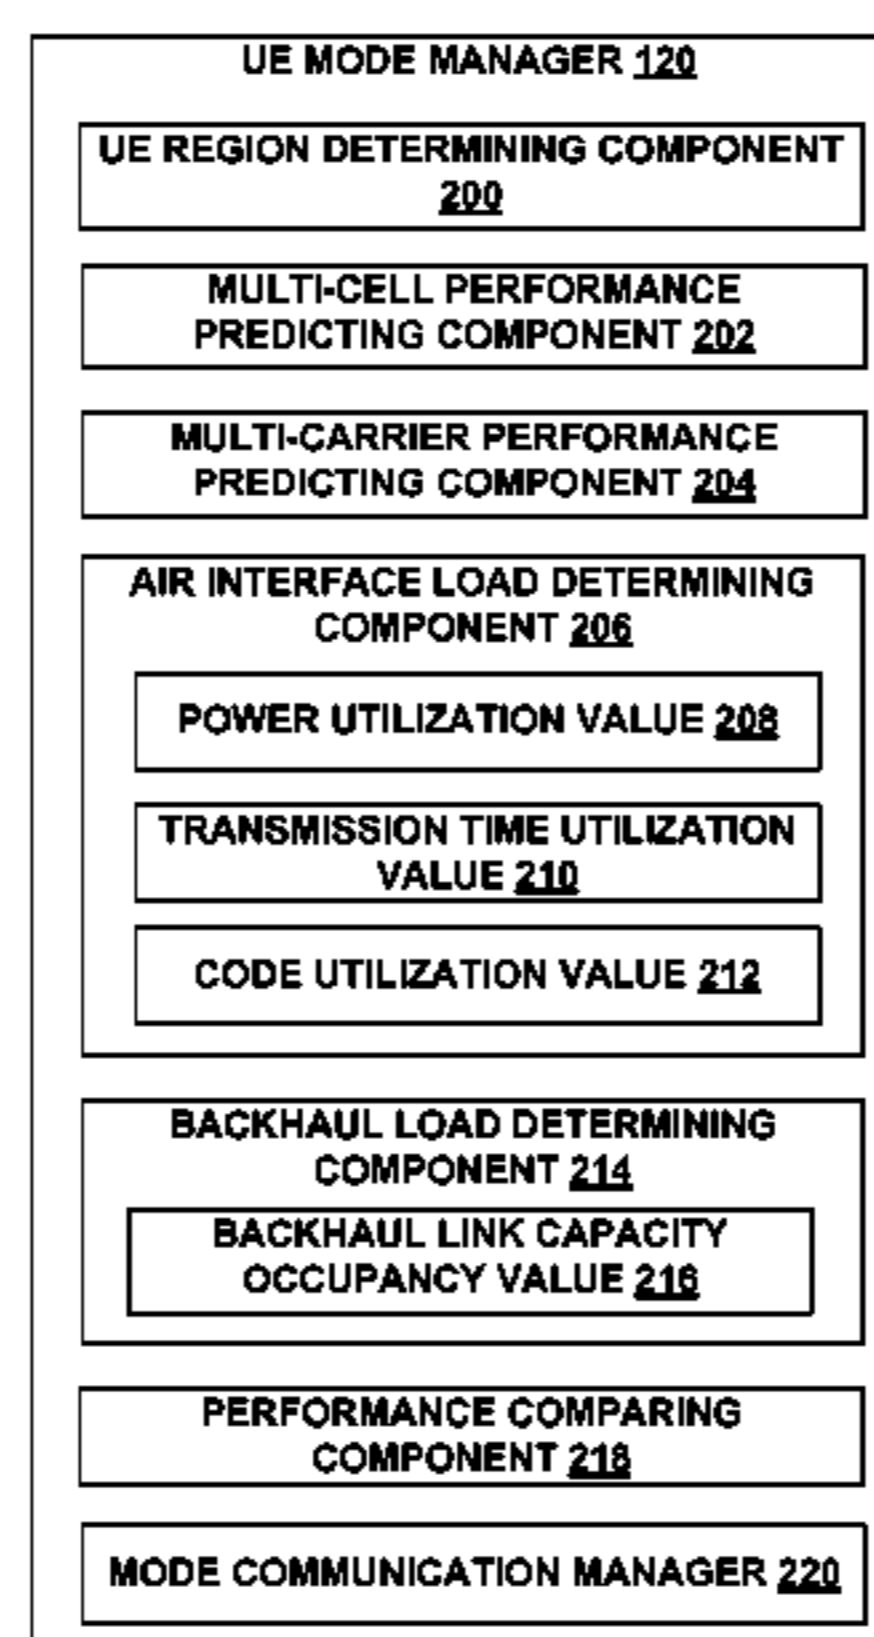 UE MODE MANAGER 120
UE REGION DETERMINING COMPONENT
200
MULTI-CELL PERFORMANCE
PREDICTING COMPONENT 202
MULTI-CARRIER PERFORMANCE
PREDICTING COMPONENT 204
AIR INTERFACE LOAD DETERMINING
COMPONENT 206
POWER UTILIZATION VALUE 208
TRANSMISSION TIME UTILIZATION
VALUE 210
CODE UTILIZATION VALUE 212
BACKHAUL LOAD DETERMINING
COMPONENT 214
BACKHAUL LINK CAPACITY
OCCUPANCY VALUE 216
PERFORMANCE COMPARING
COMPONENT 218
MODE COMMUNICATION MANAGER 220